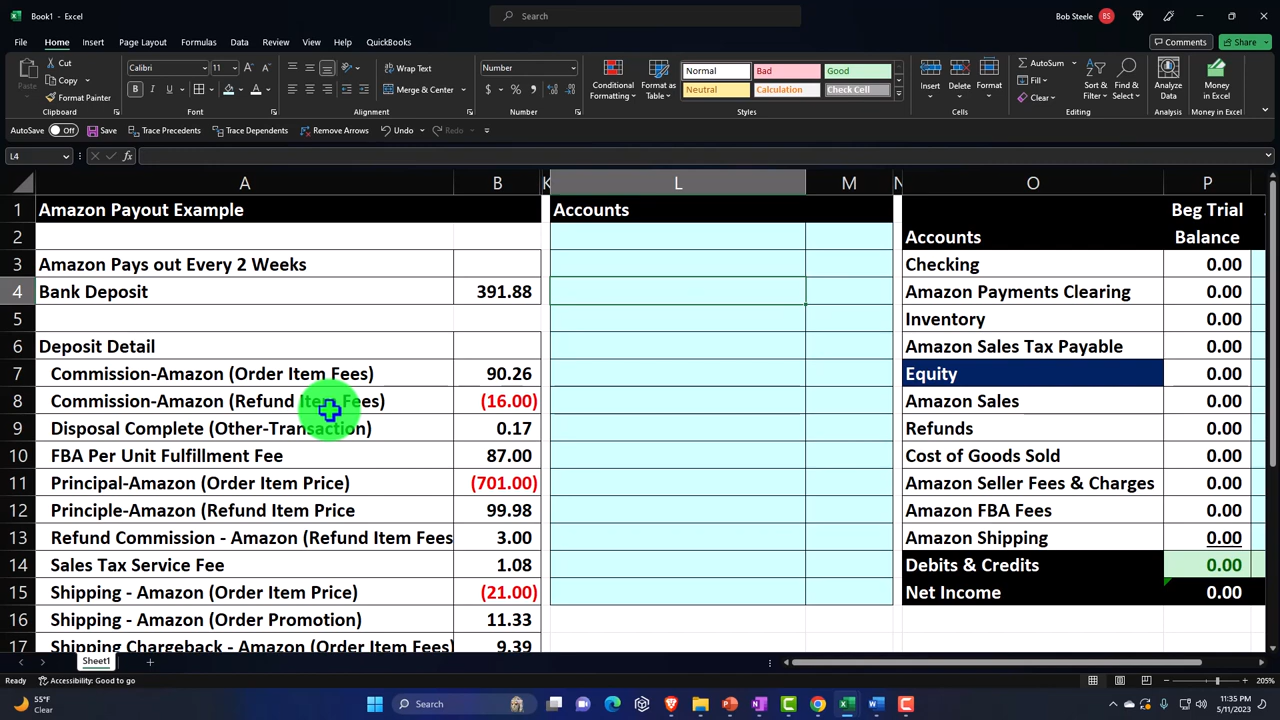 Book1 - Excel
Search
Bob Steele BS
File Home Insert Page Layout Formulas Data Review View Help QuickBooks
Comments Share
Paste
Cut
Copy
Format Painter
Clipboard
Calibri 11
B I U
Font
Wrap Text
Merge & Center
Alignment
Number
$ %
Number
Conditional Formatting
Format as Table
Normal Bad Good
Neutral Calculation Check Cell
Styles
Insert Delete Format
Cells
AutoSum
Fill
Clear
Sort & Filter
Find & Select
Editing
Analyze Data
Analysis
Money in Excel
Money in Excel
AutoSave Off Save Trace Precedents Trace Dependents Remove Arrows Undo Redo
L4 fx
A B K L M N O P
1 Amazon Payout Example Accounts Beg Trial
2 Accounts Balance
3 Amazon Pays out Every 2 Weeks Checking 0.00
4 Bank Deposit 391.88 Amazon Payments Clearing 0.00
5 Inventory 0.00
6 Deposit Detail Amazon Sales Tax Payable 0.00
7 Commission-Amazon (Order Item Fees) 90.26 Equity 0.00
8 Commission-Amazon (Refund Item Fees) (16.00) Amazon Sales 0.00
9 Disposal Complete (Other-Transaction) 0.17 Refunds 0.00
10 FBA Per Unit Fulfillment Fee 87.00 Cost of Goods Sold 0.00
11 Principal-Amazon (Order Item Price) (701.00) Amazon Seller Fees & Charges 0.00
12 Principle-Amazon (Refund Item Price 99.98 Amazon FBA Fees 0.00
13 Refund Commission - Amazon (Refund Item Fees 3.00 Amazon Shipping 0.00
14 Sales Tax Service Fee 1.08 Debits & Credits 0.00
15 Shipping - Amazon (Order Item Price) (21.00) Net Income 0.00
16 Shipping - Amazon (Order Promotion) 11.33
17 Shipping Chargeback - Amazon (Order Item Fees) 9.39
Sheet1
Ready Accessibility: Good to go 205%
55°F
Clear
Search
11:35 PM
5/11/2023